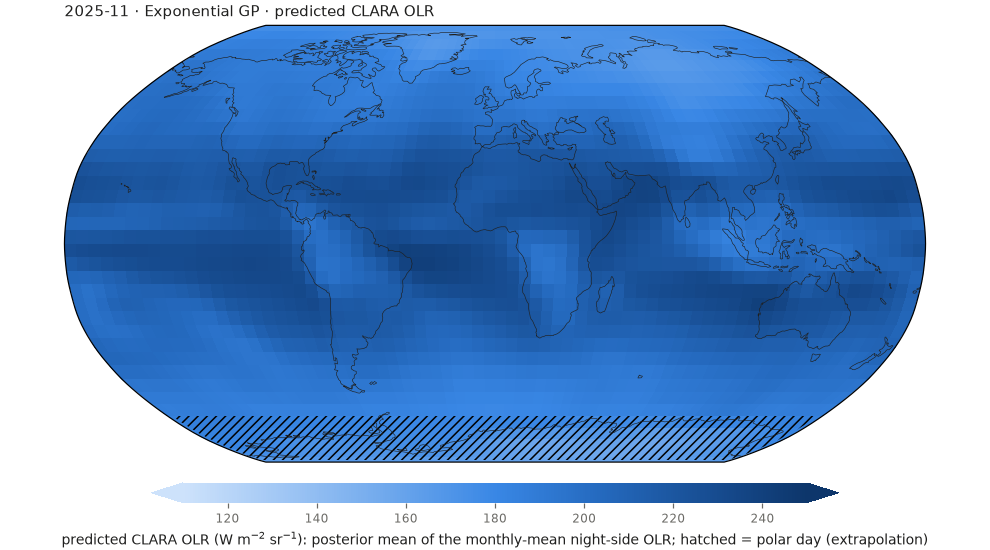 2025-11 · Exponential GP · predicted CLARA OLR
120 140 160 180 200 220 240
predicted CLARA OLR (W m⁻² sr⁻¹): posterior mean of the monthly-mean night-side OLR; hatched = polar day (extrapolation)